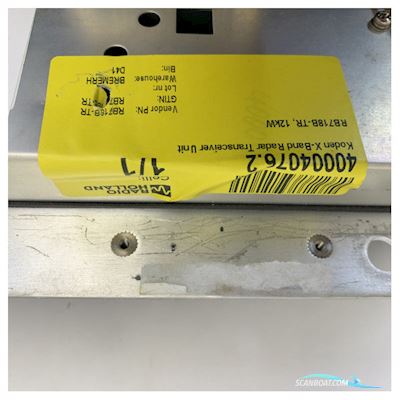 40004076.2
Koden X-Band Radar Transceiver Unit
RB718B-TR, 12kW
Colli:
1/1
RADIO
HOLLAND
Vendor PN: RB718B-TR
GTIN:
Lot nr:
Warehouse: BREMERH
Bin: D41
SCANBOAT.COM